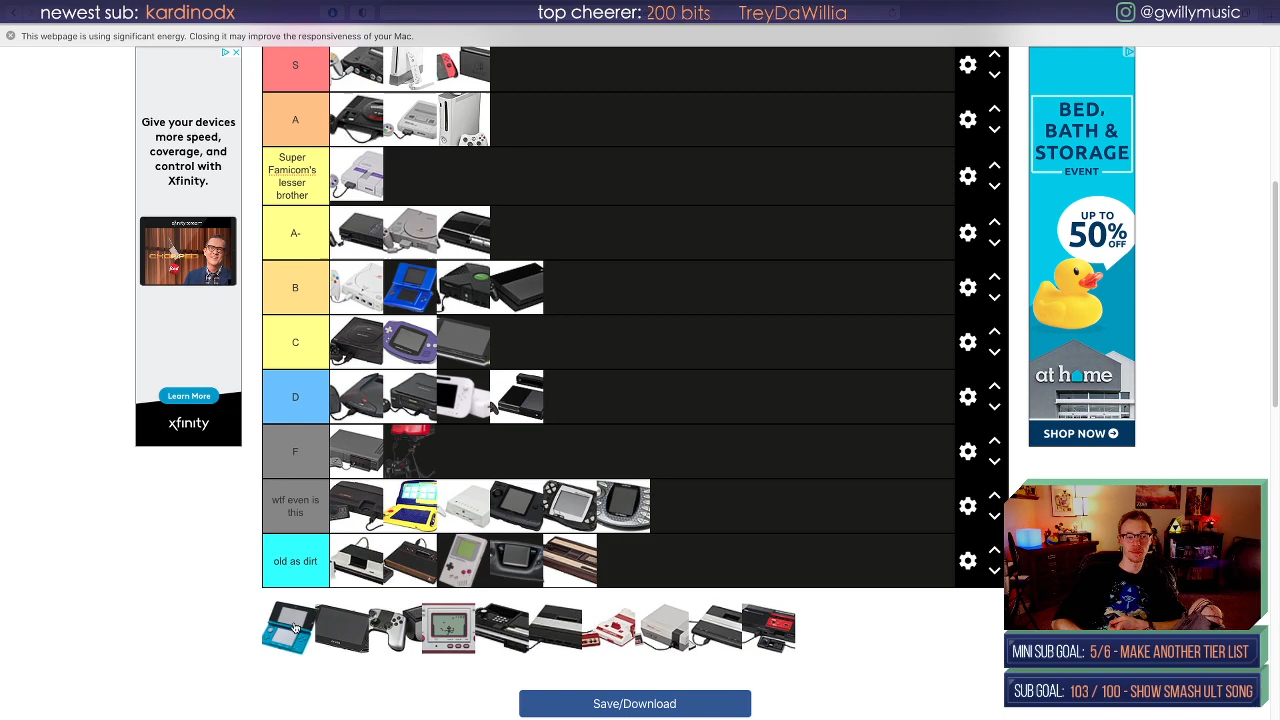 newest sub: kardinodx
top cheerer: 200 bits TreyDaWillia
@gwillymusic
This webpage is using significant energy. Closing it may improve the responsiveness of your Mac.
Give your devices
more speed,
coverage, and
control with
Xfinity.
Learn More
xfinity
S
A
Super
Famicom's
lesser
brother
A-
B
C
D
F
wtf even is
this
old as dirt
Save/Download
BED,
BATH &
STORAGE
EVENT
UP TO
50%
OFF
at home
SHOP NOW
MINI SUB GOAL: 5/6 - MAKE ANOTHER TIER LIST
SUB GOAL: 103 / 100 - SHOW SMASH ULT SONG